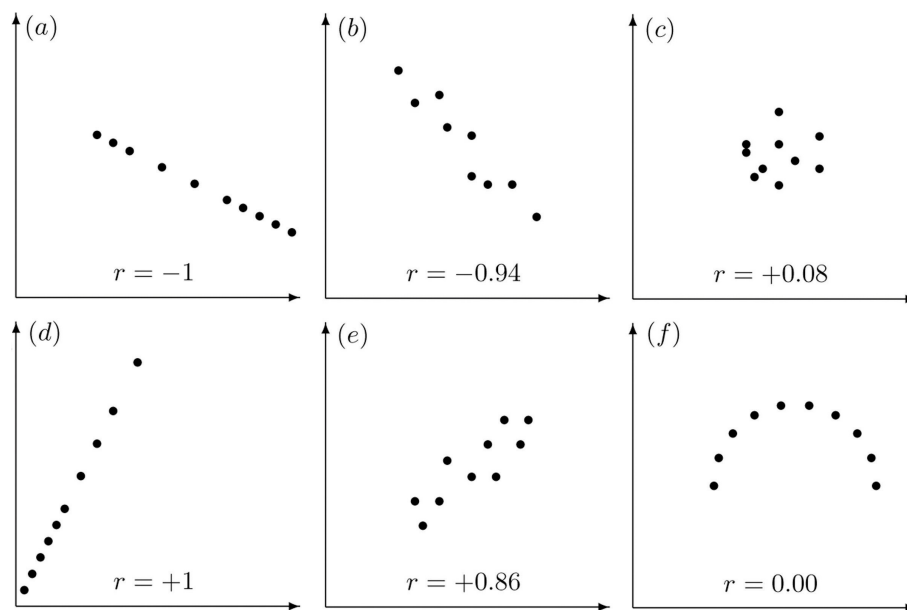 (a)
r = −1
(b)
r = −0.94
(c)
r = +0.08
(d)
r = +1
(e)
r = +0.86
(f)
r = 0.00